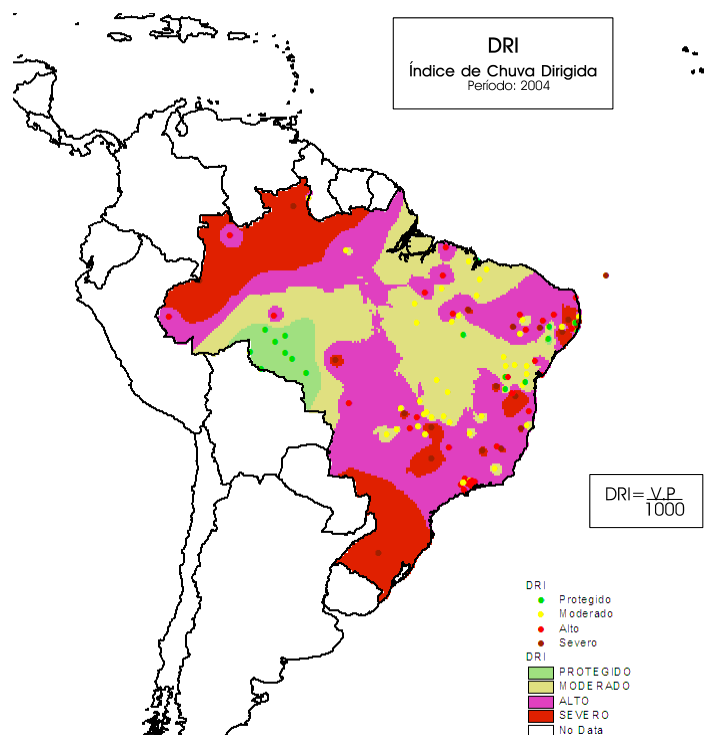 DRI
Índice de Chuva Dirigida
Período: 2004
DRI= V.P
1000
DRI
Protegido
Moderado
Alto
Severo
DRI
PROTEGIDO
MODERADO
ALTO
SEVERO
No Data